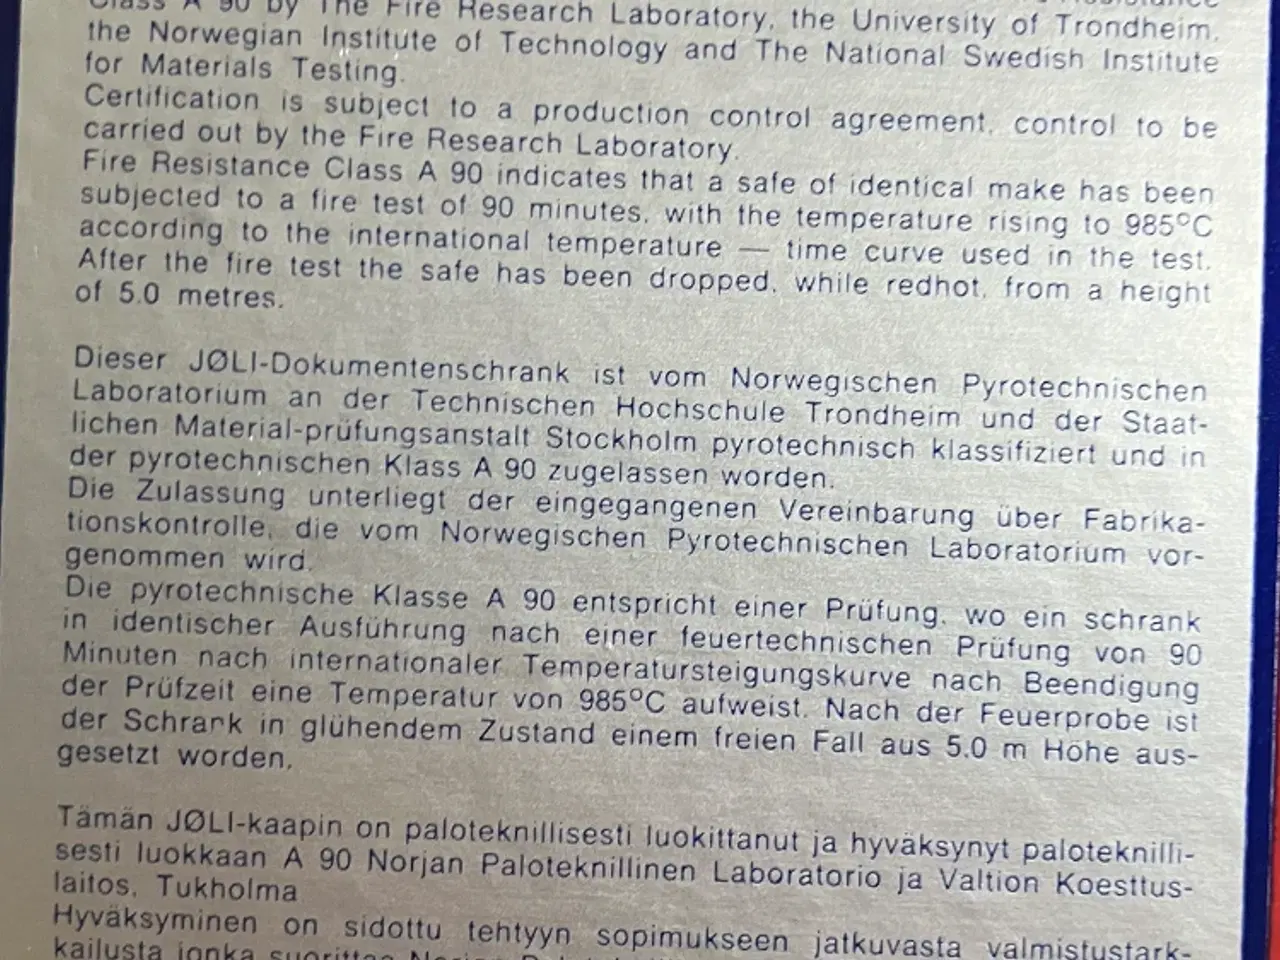 Class A 90 by The Fire Research Laboratory, the University of Trondheim,
the Norwegian Institute of Technology and The National Swedish Institute
for Materials Testing.
Certification is subject to a production control agreement, control to be
carried out by the Fire Research Laboratory.
Fire Resistance Class A 90 indicates that a safe of identical make has been
subjected to a fire test of 90 minutes, with the temperature rising to 985ºC
according to the international temperature — time curve used in the test.
After the fire test the safe has been dropped, while redhot, from a height
of 5.0 metres.
Dieser JØLI-Dokumentenschrank ist vom Norwegischen Pyrotechnischen
Laboratorium an der Technischen Hochschule Trondheim und der Staat-
lichen Material-prüfungsanstalt Stockholm pyrotechnisch klassifiziert und in
der pyrotechnischen Klass A 90 zugelassen worden.
Die Zulassung unterliegt der eingegangenen Vereinbarung über Fabrika-
tionskontrolle, die vom Norwegischen Pyrotechnischen Laboratorium vor-
genommen wird.
Die pyrotechnische Klasse A 90 entspricht einer Prüfung, wo ein schrank
in identischer Ausführung nach einer feuertechnischen Prüfung von 90
Minuten nach internationaler Temperatursteigungskurve nach Beendigung
der Prüfzeit eine Temperatur von 985ºC aufweist. Nach der Feuerprobe ist
der Schrank in glühendem Zustand einem freien Fall aus 5.0 m Höhe aus-
gesetzt worden.
Tämän JØLI-kaapin on paloteknillisesti luokittanut ja hyväksynyt paloteknilli-
sesti luokkaan A 90 Norjan Paloteknillinen Laboratorio ja Valtion Koesttus-
laitos, Tukholma
Hyväksyminen on sidottu tehtyyn sopimukseen jatkuvasta valmistustark-
kailusta jonka suorittaa Norjan